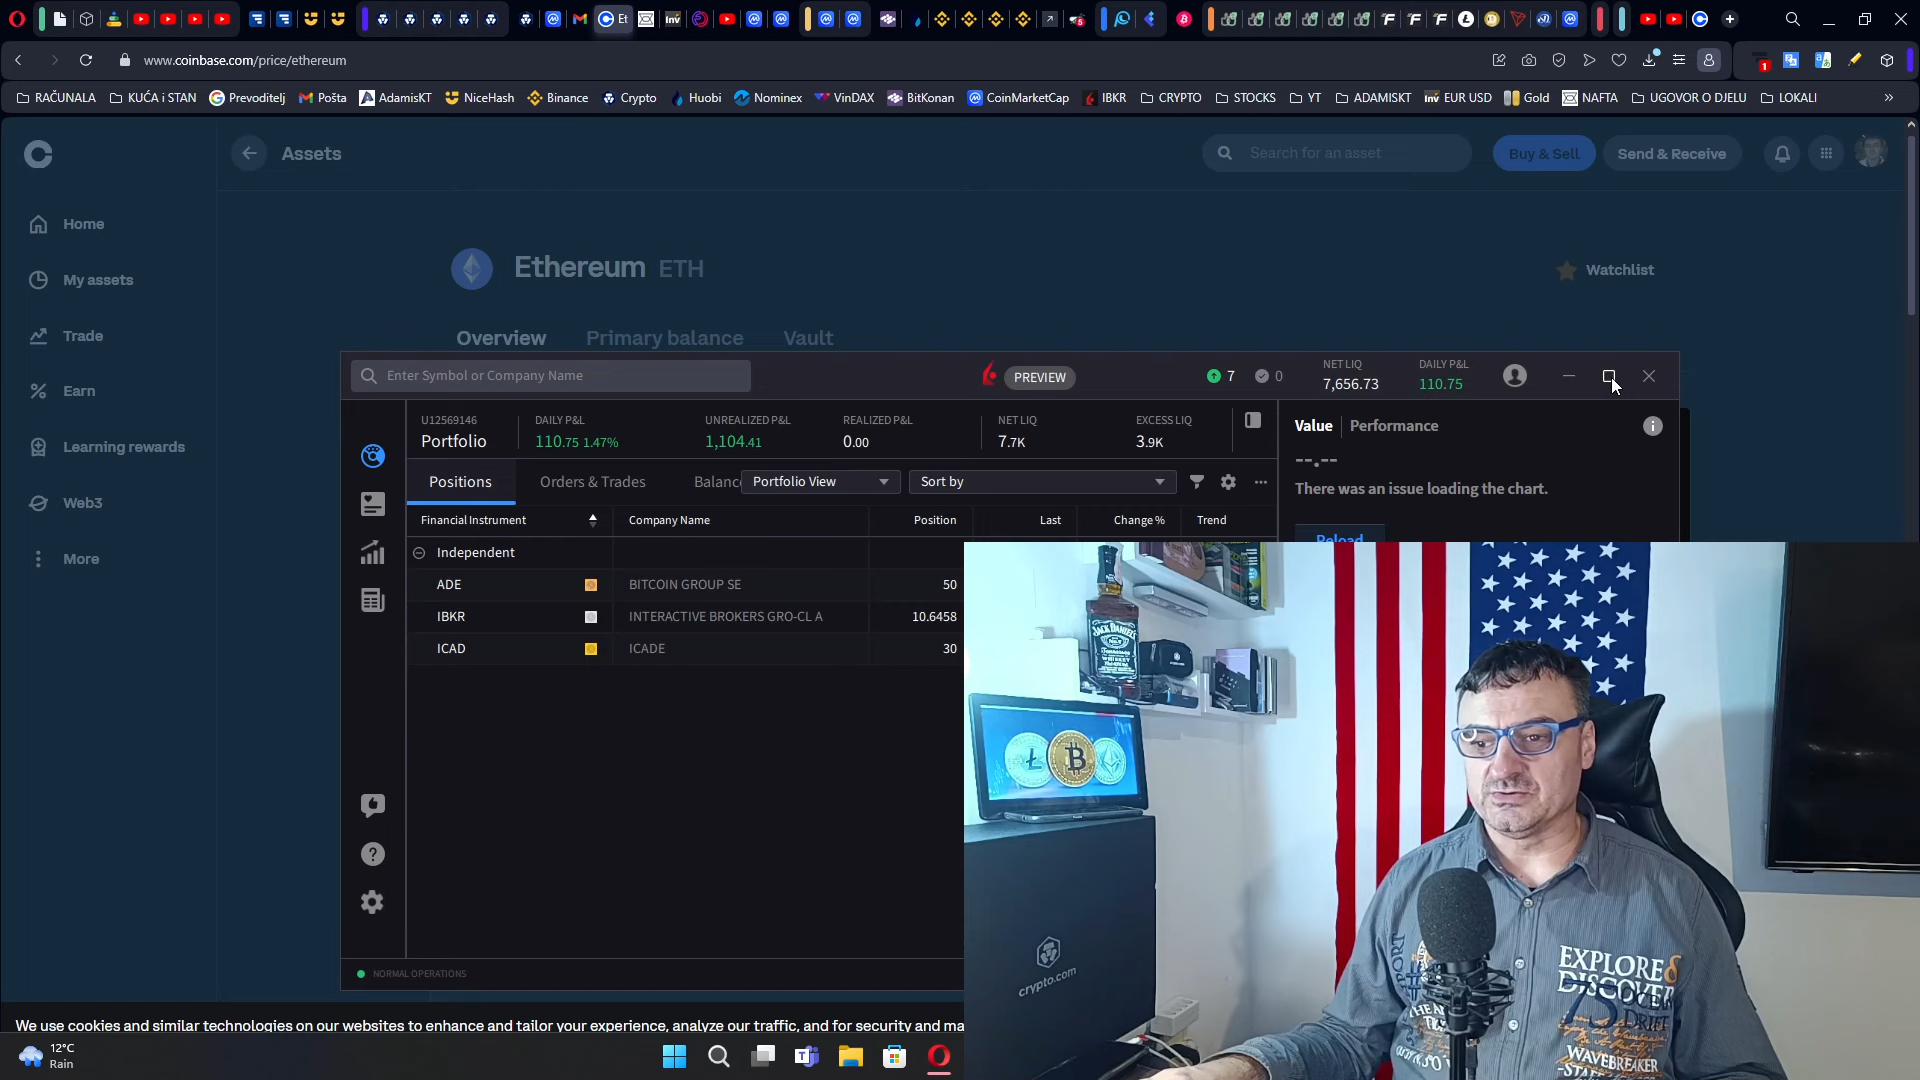 www.coinbase.com/price/ethereum
1
RAČUNALA
KUĆA i STAN
Prevoditelj
Pošta
AdamisKT
NiceHash
Binance
Crypto
Huobi
Nominex
VinDAX
BitKonan
CoinMarketCap
IBKR
CRYPTO
STOCKS
YT
ADAMISKT
EUR USD
Gold
NAFTA
UGOVOR O DJELU
LOKALI
Assets
Search for an asset
Buy & Sell
Send & Receive
Home
My assets
Trade
Earn
Learning rewards
Web3
More
Ethereum ETH
Watchlist
Overview
Primary balance
Vault
Enter Symbol or Company Name
PREVIEW
7
0
NET LIQ
7,656.73
DAILY P&L
110.75
U12569146
Portfolio
DAILY P&L
110.75 1.47%
UNREALIZED P&L
1,104.41
REALIZED P&L
0.00
NET LIQ
7.7K
EXCESS LIQ
3.9K
Value
Performance
--.--
There was an issue loading the chart.
Reload
Positions
Orders & Trades
Balanc
Portfolio View
Sort by
Financial Instrument
Company Name
Position
Last
Change %
Trend
Independent
ADE
BITCOIN GROUP SE
50
IBKR
INTERACTIVE BROKERS GRO-CL A
10.6458
ICAD
ICADE
30
NORMAL OPERATIONS
We use cookies and similar technologies on our websites to enhance and tailor your experience, analyze our traffic, and for security and ma
12°C
Rain
JACK DANIEL'S
crypto.com
EXPLORE &
DISCOVER
WAVEBREAKER